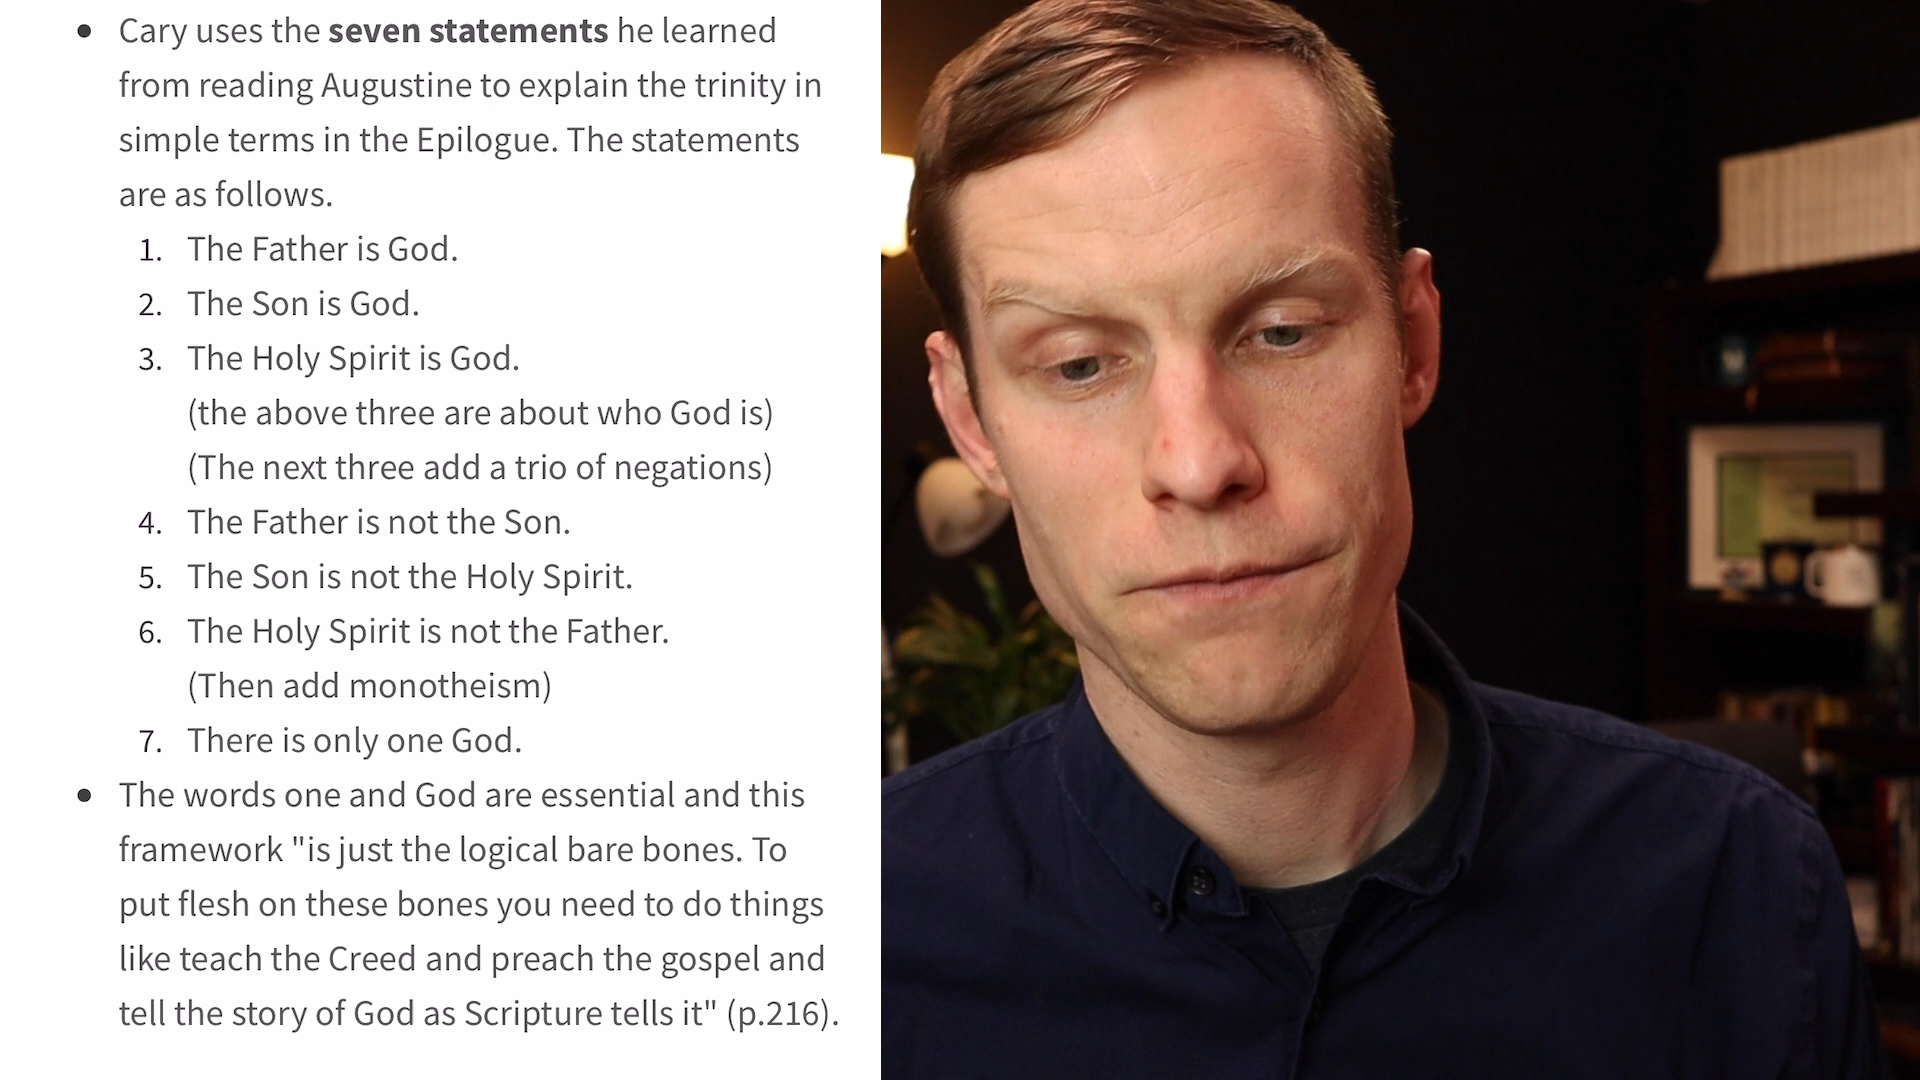 • Cary uses the seven statements he learned
from reading Augustine to explain the trinity in
simple terms in the Epilogue. The statements
are as follows.
1. The Father is God.
2. The Son is God.
3. The Holy Spirit is God.
(the above three are about who God is)
(The next three add a trio of negations)
4. The Father is not the Son.
5. The Son is not the Holy Spirit.
6. The Holy Spirit is not the Father.
(Then add monotheism)
7. There is only one God.
• The words one and God are essential and this
framework "is just the logical bare bones. To
put flesh on these bones you need to do things
like teach the Creed and preach the gospel and
tell the story of God as Scripture tells it" (p.216).